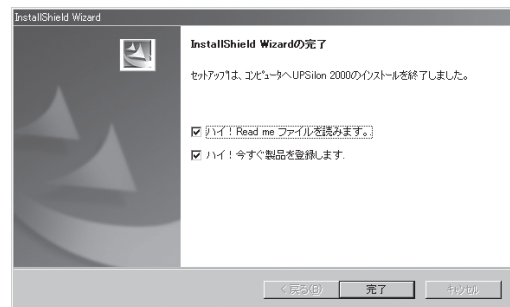 InstallShield Wizard
InstallShield Wizardの完了
ｾｯﾄｱｯﾌﾟは、ｺﾝﾋﾟｭｰﾀへUPSilon 2000のｲﾝｽﾄｰﾙを終了しました。
ハイ！Read me ファイルを読みます。
ハイ！今すぐ製品を登録します.
< 戻る(B)
完了
ｷｬﾝｾﾙ